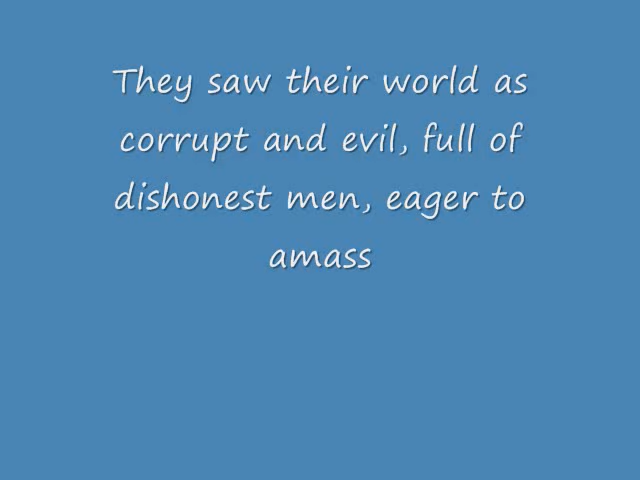 They saw their world as
corrupt and evil, full of
dishonest men, eager to
amass